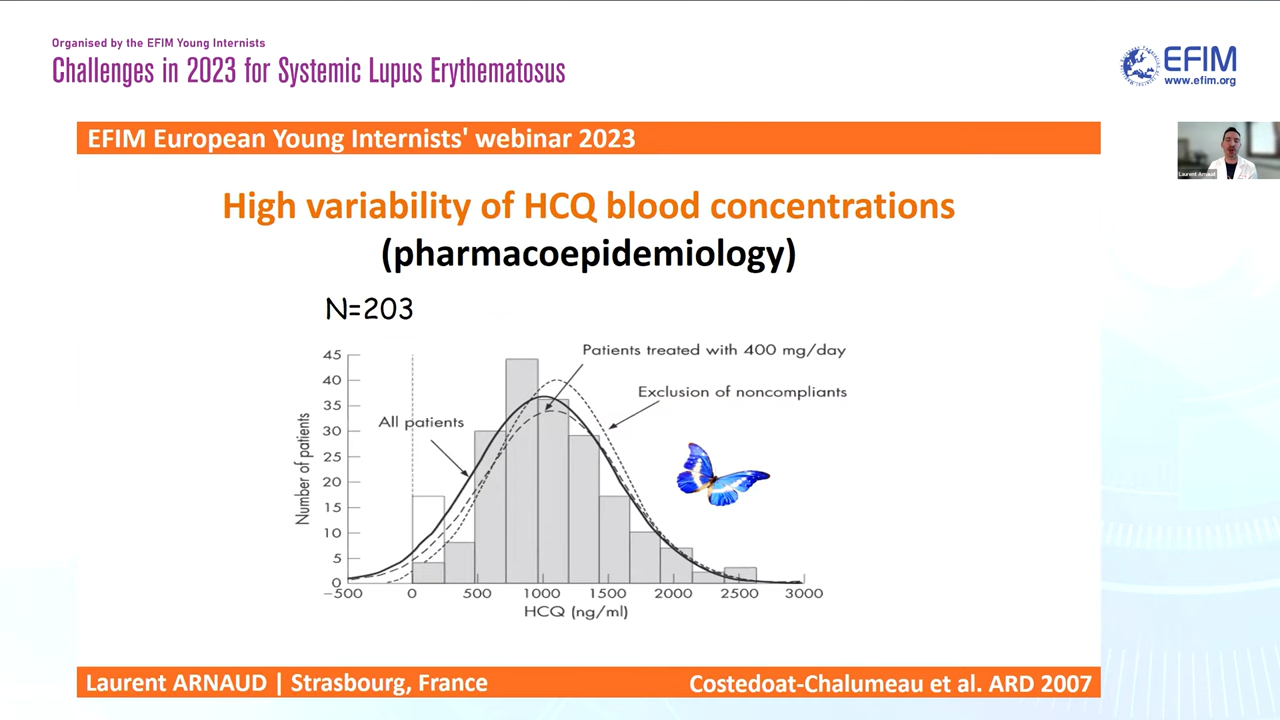 Organised by the EFIM Young Internists
Challenges in 2023 for Systemic Lupus Erythematosus
EFIM
www.efim.org
EFIM European Young Internists' webinar 2023
Laurent Arnaud
High variability of HCQ blood concentrations
(pharmacoepidemiology)
N=203
Patients treated with 400 mg/day
Exclusion of noncompliants
All patients
Number of patients
45
40
35
30
25
20
15
10
5
0
−500 0 500 1000 1500 2000 2500 3000
HCQ (ng/ml)
Laurent ARNAUD | Strasbourg, France
Costedoat-Chalumeau et al. ARD 2007